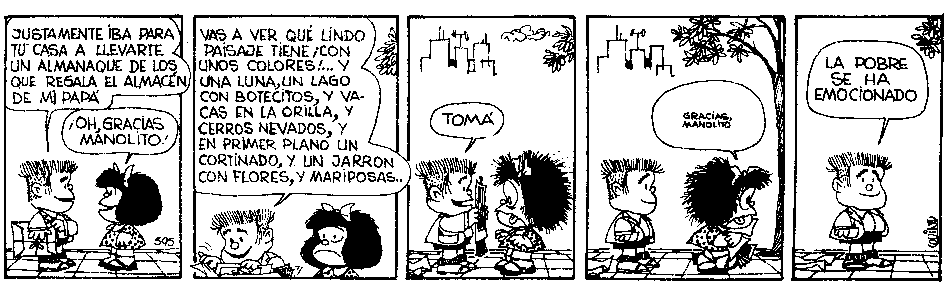 JUSTAMENTE IBA PARA
TU CASA A LLEVARTE
UN ALMANAQUE DE LOS
QUE REGALA EL ALMACÉN
DE MI PAPÁ
¡OH, GRACIAS
MANOLITO!
595
VAS A VER QUÉ LINDO
PAISAJE TIENE ¡CON
UNOS COLORES!... Y
UNA LUNA, UN LAGO
CON BOTECITOS, Y VA-
CAS EN LA ORILLA, Y
CERROS NEVADOS, Y
EN PRIMER PLANO UN
CORTINADO, Y UN JARRON
CON FLORES, Y MARIPOSAS..
TOMÁ
GRACIAS,
MANOLITO
LA POBRE
SE HA
EMOCIONADO
QUINO